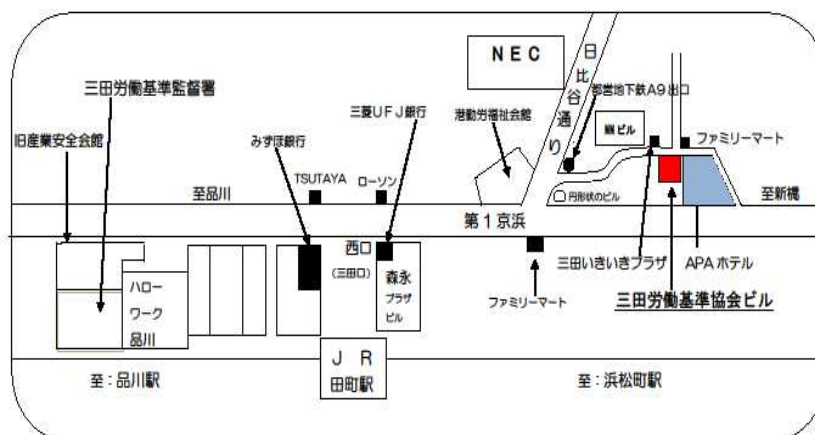 NEC
日比谷通り
三田労働基準監督署
都営地下鉄A9出口
三菱UFJ銀行
港勤労福祉会館
NNビル
旧産業安全会館
みずほ銀行
ファミリーマート
TSUTAYA
ローソン
至品川
円形状のビル
至新橋
第1京浜
西口
(三田口)
三田いきいきプラザ
APAホテル
ハロー
ワーク
品川
森永
プラザ
ビル
ファミリーマート
三田労働基準協会ビル
JR
田町駅
至:品川駅
至:浜松町駅